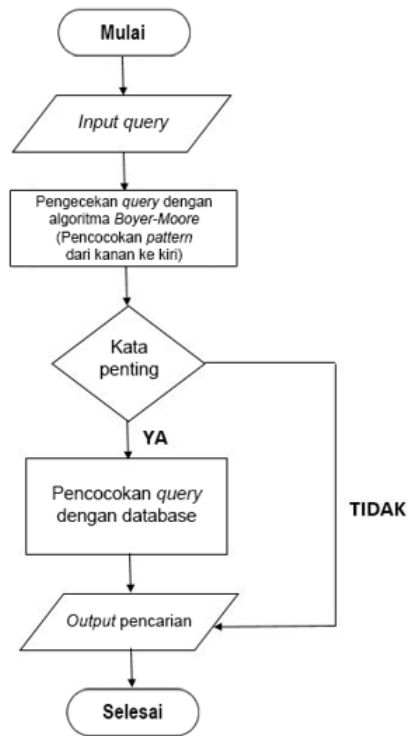 Mulai
Input query
Pengecekan query dengan
algoritma Boyer-Moore
(Pencocokan pattern
dari kanan ke kiri)
Kata
penting
YA
Pencocokan query
dengan database
TIDAK
Output pencarian
Selesai